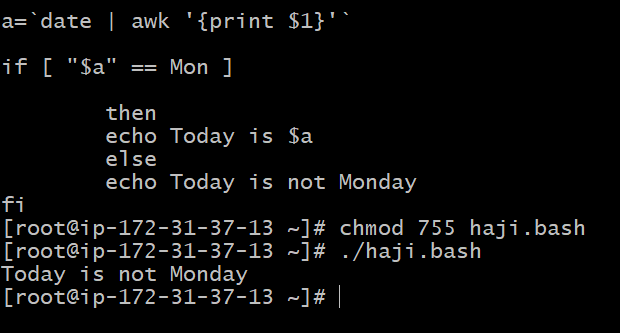 a=`date | awk '{print $1}'`
if [ "$a" == Mon ]
then
echo Today is $a
else
echo Today is not Monday
fi
[root@ip-172-31-37-13 ~]# chmod 755 haji.bash
[root@ip-172-31-37-13 ~]# ./haji.bash
Today is not Monday
[root@ip-172-31-37-13 ~]#